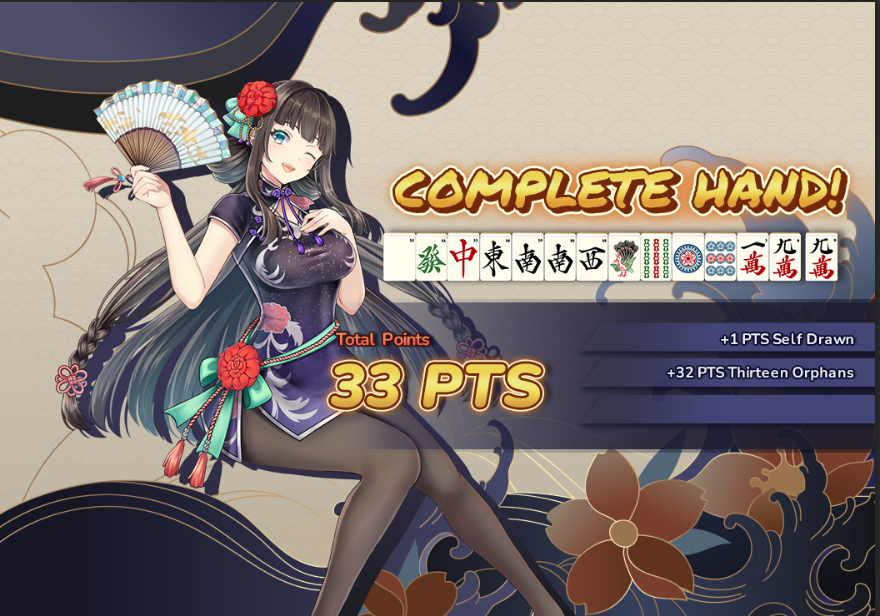 COMPLETE HAND!
發 中 東 南 南 西 一萬 九萬 九萬
Total Points
33 PTS
+1 PTS Self Drawn
+32 PTS Thirteen Orphans